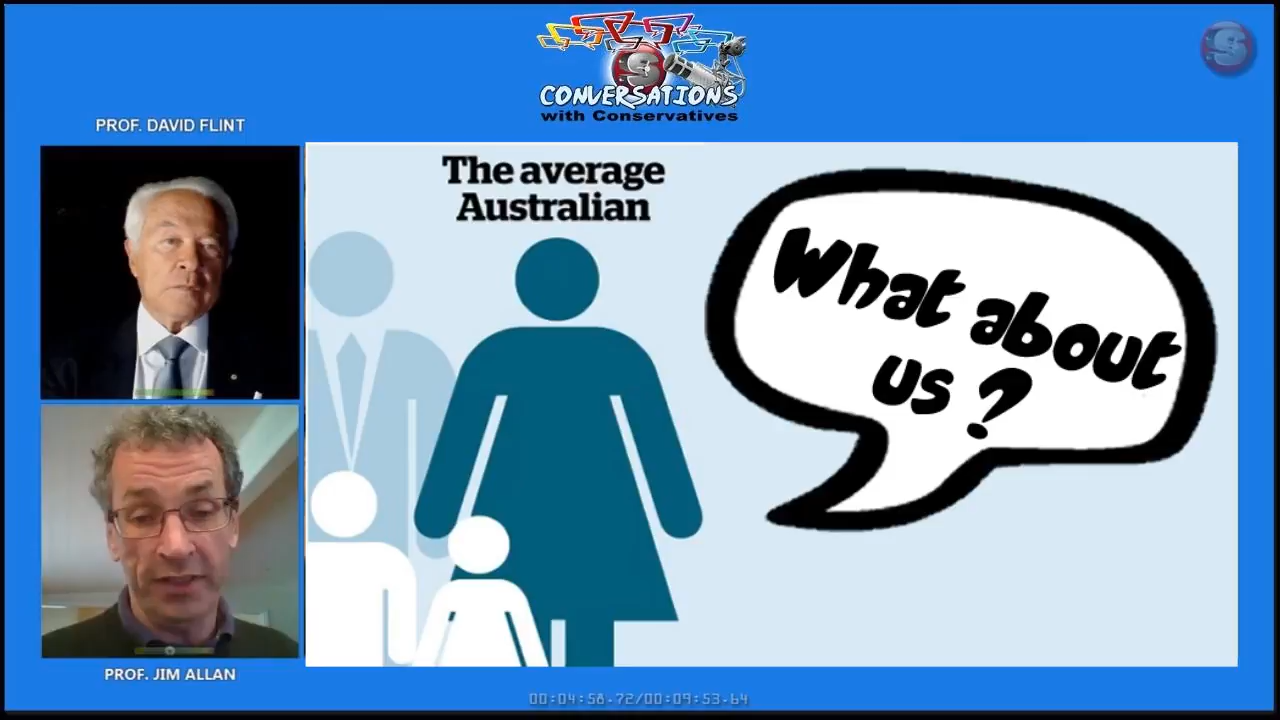 S
CONVERSATIONS
with Conservatives
S
PROF. DAVID FLINT
The average
Australian
What about
us ?
PROF. JIM ALLAN
00:04:58.72/00:09:53.64